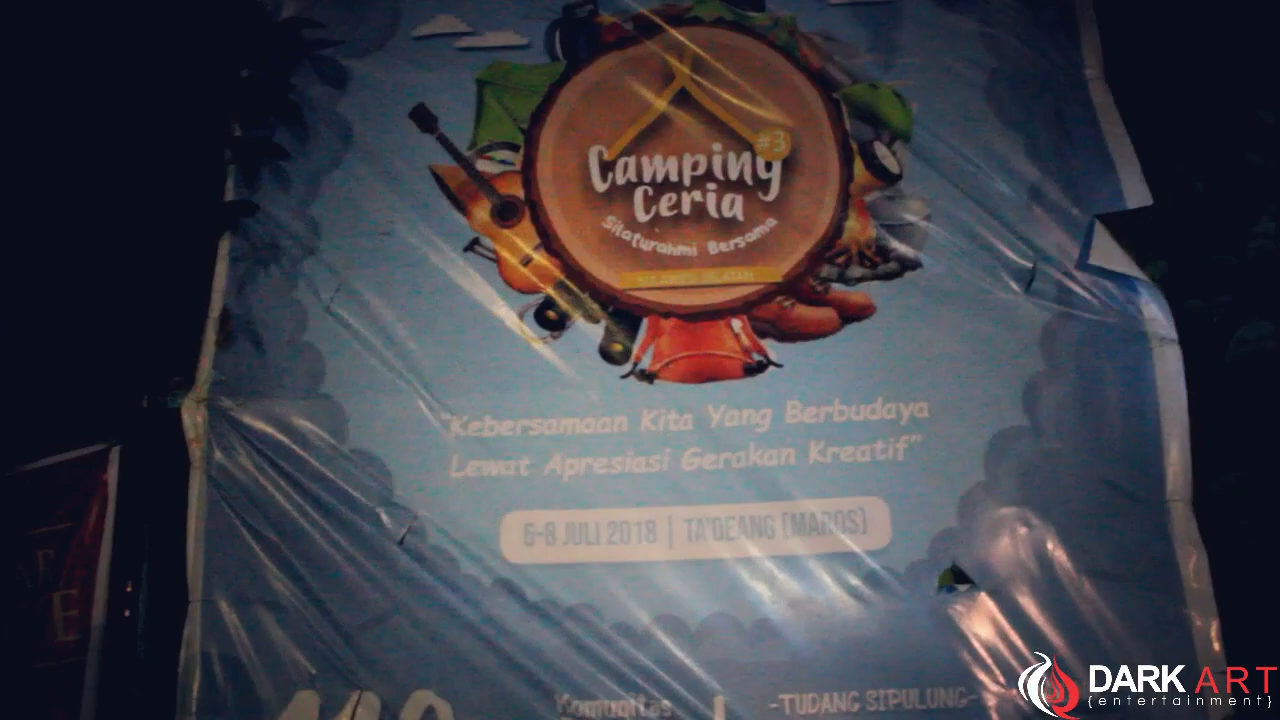 #3
Camping
Ceria
Silaturahmi Bersama
"Kebersamaan Kita Yang Berbudaya
Lewat Apresiasi Gerakan Kreatif"
6-8 JULI 2018 | TA'DEANG (MAROS)
Komunitas
-TUDANG SIPULUNG-
E
DARK ART
{entertainment}